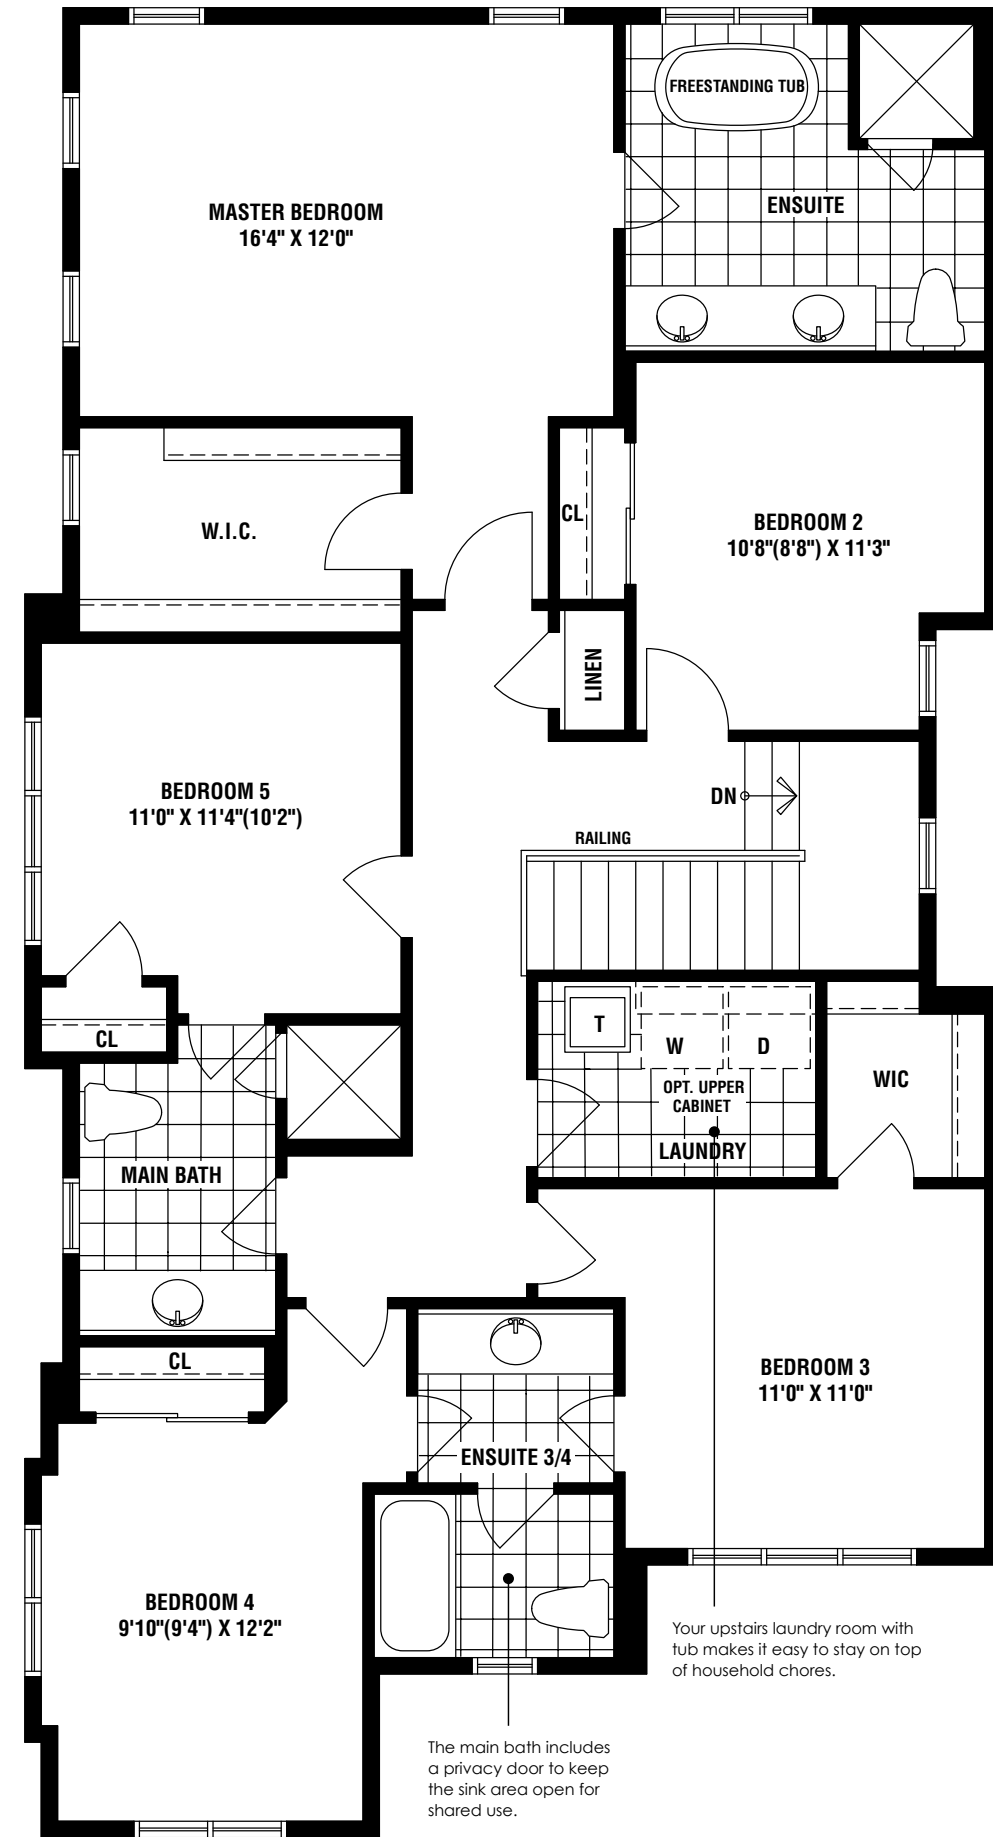 FREESTANDING TUB
MASTER BEDROOM
16'4" X 12'0"
ENSUITE
W.I.C.
CL
BEDROOM 2
10'8"(8'8") X 11'3"
LINEN
BEDROOM 5
11'0" X 11'4"(10'2")
DN
RAILING
CL
T
W
D
OPT. UPPER
CABINET
LAUNDRY
WIC
MAIN BATH
CL
BEDROOM 3
11'0" X 11'0"
ENSUITE 3/4
BEDROOM 4
9'10"(9'4") X 12'2"
Your upstairs laundry room with
tub makes it easy to stay on top
of household chores.
The main bath includes
a privacy door to keep
the sink area open for
shared use.